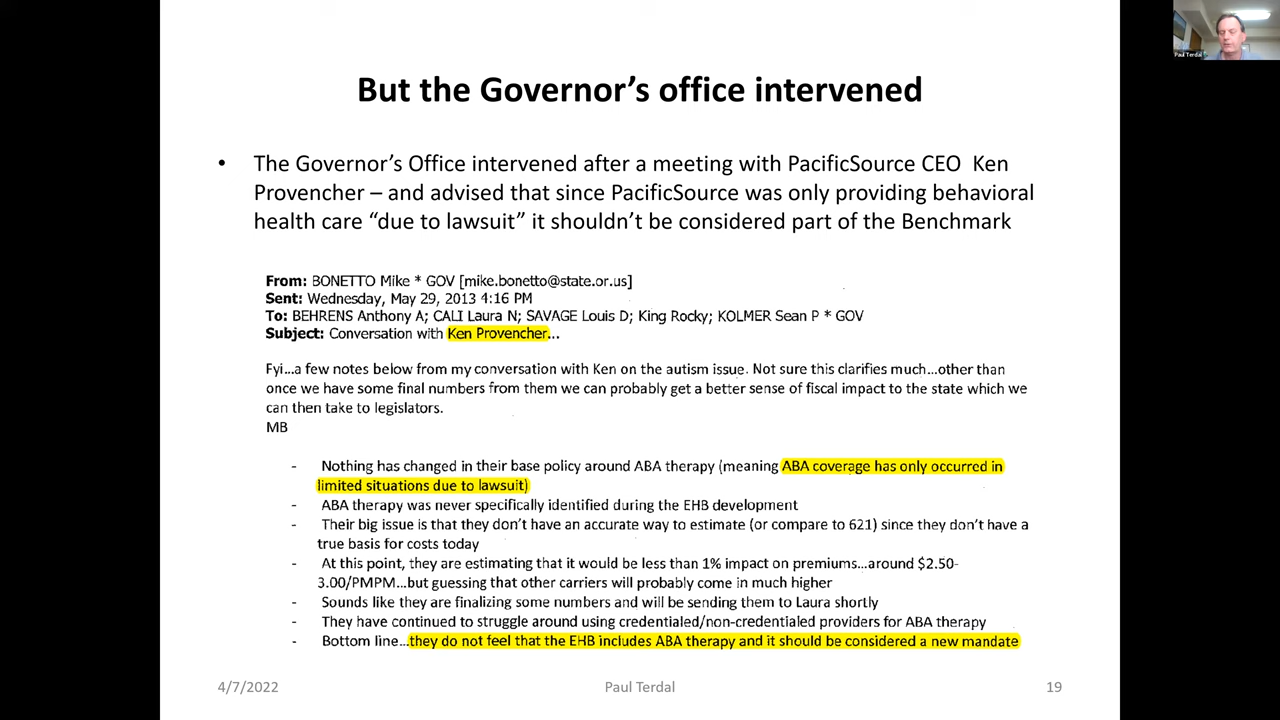 But the Governor's office intervened
• The Governor's Office intervened after a meeting with PacificSource CEO Ken
Provencher – and advised that since PacificSource was only providing behavioral
health care “due to lawsuit” it shouldn't be considered part of the Benchmark
From: BONETTO Mike * GOV [mike.bonetto@state.or.us]
Sent: Wednesday, May 29, 2013 4:16 PM
To: BEHRENS Anthony A; CALI Laura N; SAVAGE Louis D; King Rocky; KOLMER Sean P * GOV
Subject: Conversation with Ken Provencher...
Fyi...a few notes below from my conversation with Ken on the autism issue. Not sure this clarifies much...other than
once we have some final numbers from them we can probably get a better sense of fiscal impact to the state which we
can then take to legislators.
MB
- Nothing has changed in their base policy around ABA therapy (meaning ABA coverage has only occurred in
limited situations due to lawsuit)
- ABA therapy was never specifically identified during the EHB development
- Their big issue is that they don't have an accurate way to estimate (or compare to 621) since they don't have a
true basis for costs today
- At this point, they are estimating that it would be less than 1% impact on premiums...around $2.50-
3.00/PMPM...but guessing that other carriers will probably come in much higher
- Sounds like they are finalizing some numbers and will be sending them to Laura shortly
- They have continued to struggle around using credentialed/non-credentialed providers for ABA therapy
- Bottom line...they do not feel that the EHB includes ABA therapy and it should be considered a new mandate
4/7/2022
Paul Terdal
19
Paul Terdal